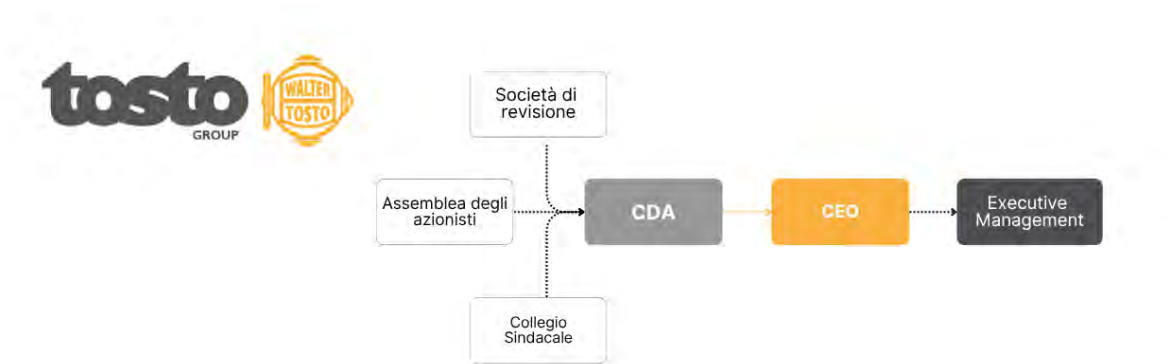 tosto
GROUP
WALTER
TOSTO
Società di
revisione
Assemblea degli
azionisti
CDA
CEO
Executive
Management
Collegio
Sindacale